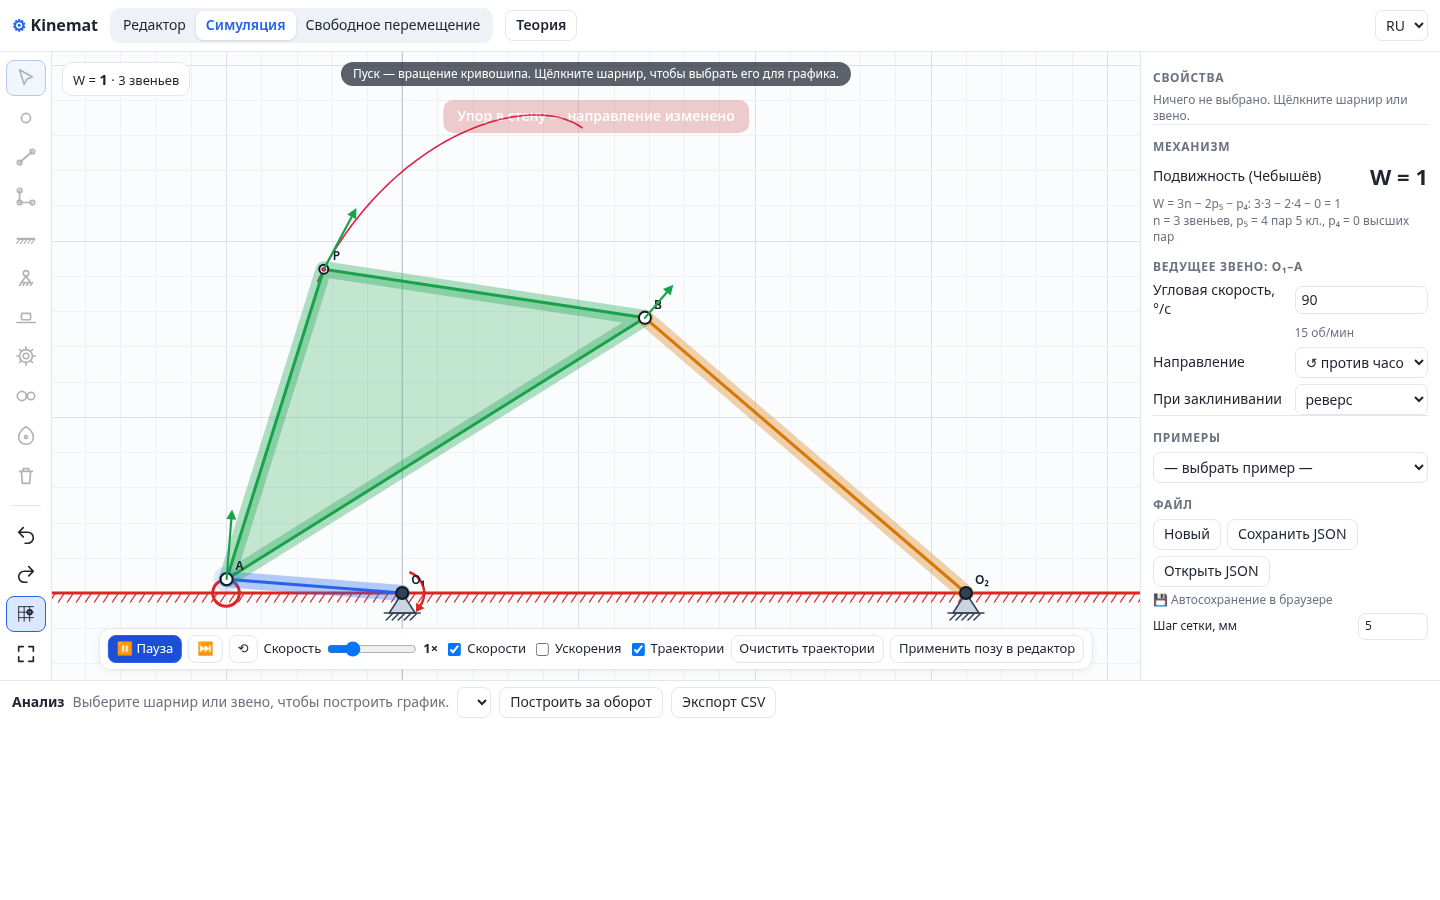 Kinemat
Редактор
Симуляция
Свободное перемещение
Теория
RU
W = 1 · 3 звеньев
Пуск — вращение кривошипа. Щёлкните шарнир, чтобы выбрать его для графика.
Упор в стену — направление изменено
P
B
A
O₁
O₂
Пауза
Скорость
1×
Скорости
Ускорения
Траектории
Очистить траектории
Применить позу в редактор
СВОЙСТВА
Ничего не выбрано. Щёлкните шарнир или
звено.
МЕХАНИЗМ
Подвижность (Чебышёв)
W = 1
W = 3n − 2p₅ − p₄: 3·3 − 2·4 − 0 = 1
n = 3 звеньев, p₅ = 4 пар 5 кл., p₄ = 0 высших
пар
ВЕДУЩЕЕ ЗВЕНО: O₁–A
Угловая скорость,
°/с
90
15 об/мин
Направление
↺ против часо
При заклинивании
реверс
ПРИМЕРЫ
— выбрать пример —
ФАЙЛ
Новый
Сохранить JSON
Открыть JSON
Автосохранение в браузере
Шаг сетки, мм
5
Анализ
Выберите шарнир или звено, чтобы построить график.
Построить за оборот
Экспорт CSV